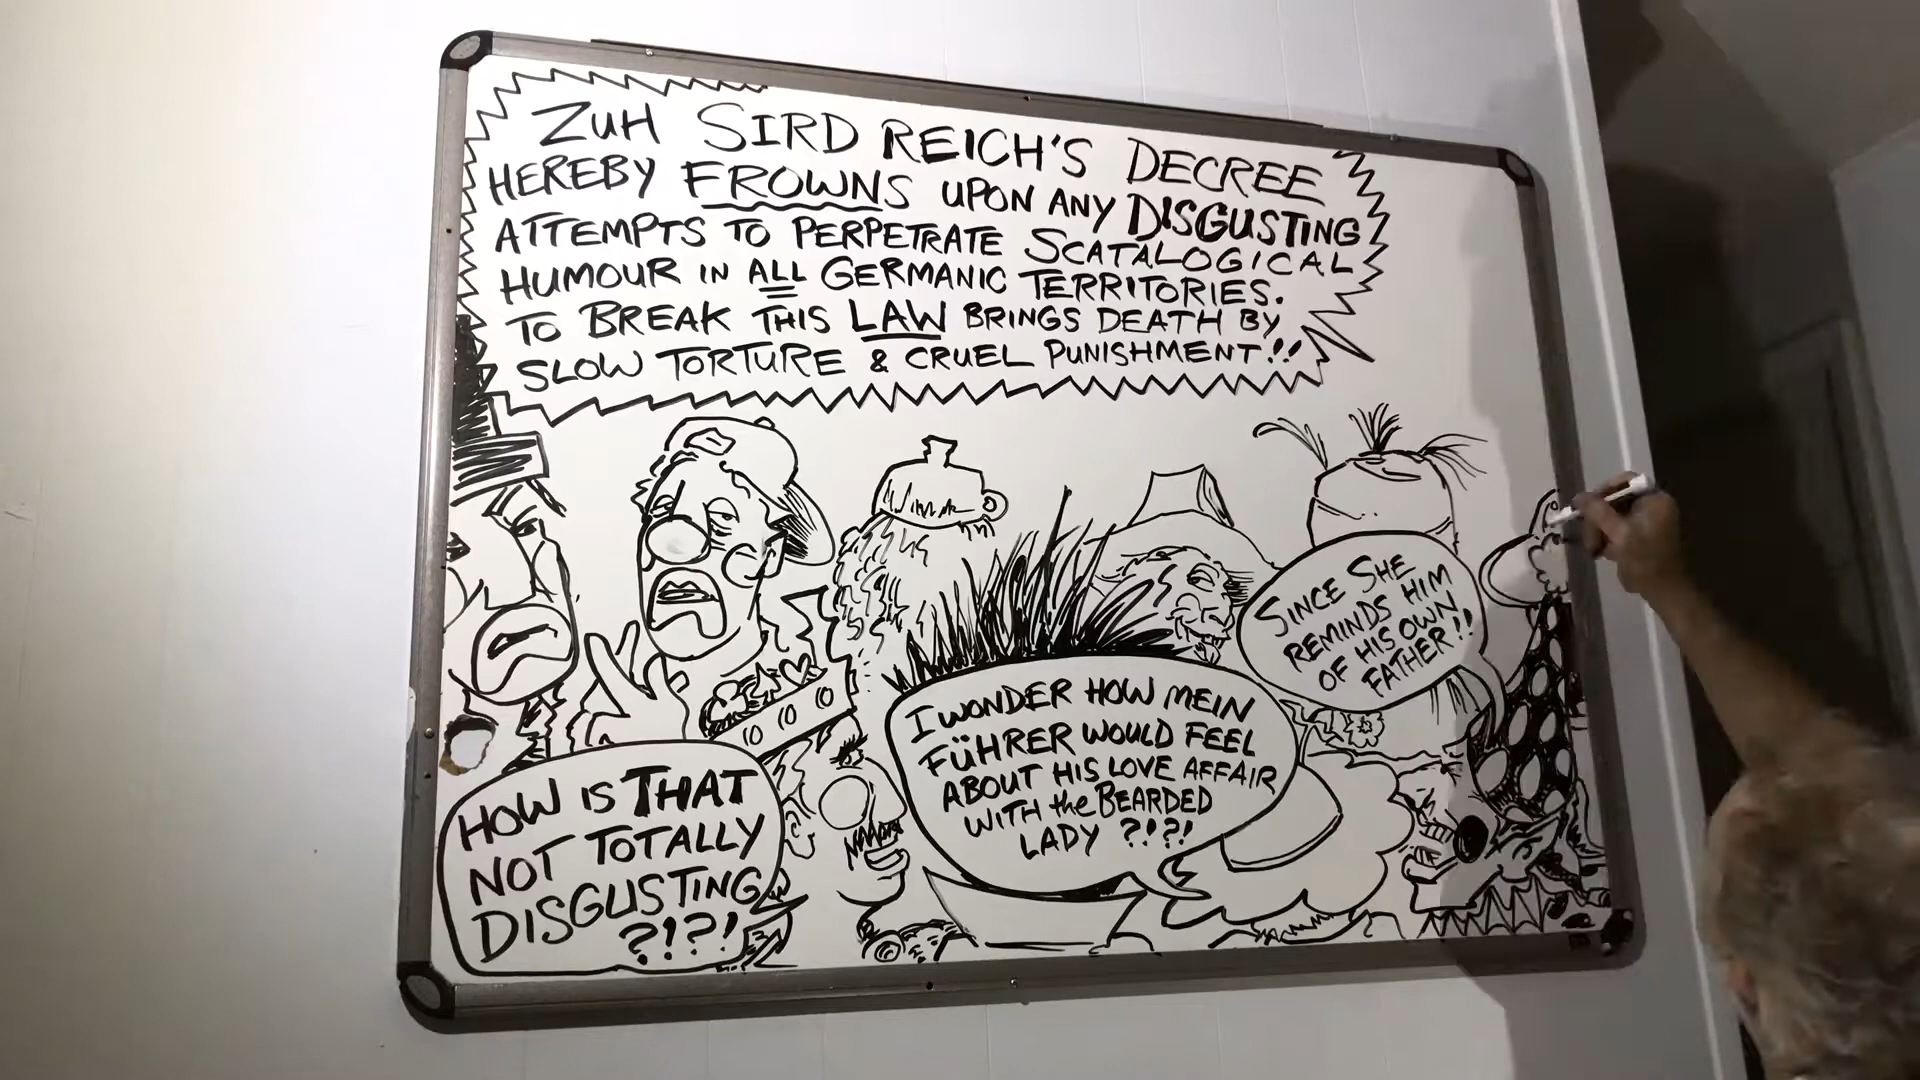 ZUH SIRD REICH'S DECREE
HEREBY FROWNS UPON ANY DISGUSTING
ATTEMPTS TO PERPETRATE SCATALOGICAL
HUMOUR IN ALL GERMANIC TERRITORIES.
TO BREAK THIS LAW BRINGS DEATH BY
SLOW TORTURE & CRUEL PUNISHMENT!!
HOW IS THAT
NOT TOTALLY
DISGUSTING
?!?!
I WONDER HOW MEIN
FÜHRER WOULD FEEL
ABOUT HIS LOVE AFFAIR
WITH the BEARDED
LADY ?!?!
SINCE SHE
REMINDS HIM
OF HIS OWN
FATHER!!